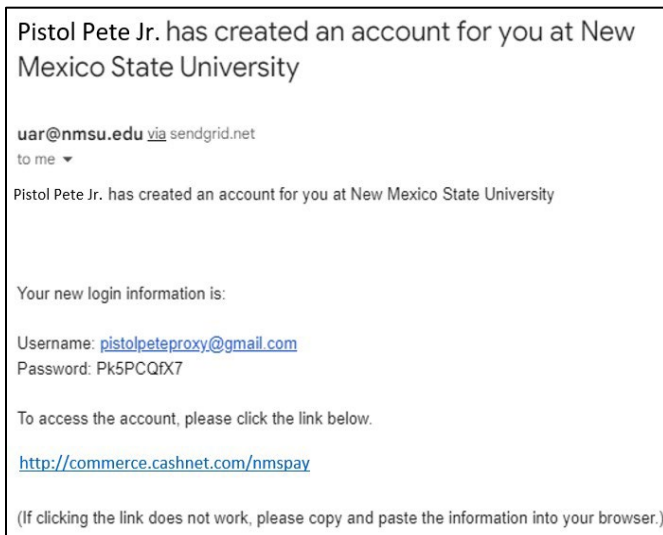 Pistol Pete Jr. has created an account for you at New
Mexico State University
uar@nmsu.edu via sendgrid.net
to me
Pistol Pete Jr. has created an account for you at New Mexico State University
Your new login information is:
Username: pistolpeteproxy@gmail.com
Password: Pk5PCQfX7
To access the account, please click the link below.
http://commerce.cashnet.com/nmspay
(If clicking the link does not work, please copy and paste the information into your browser.)